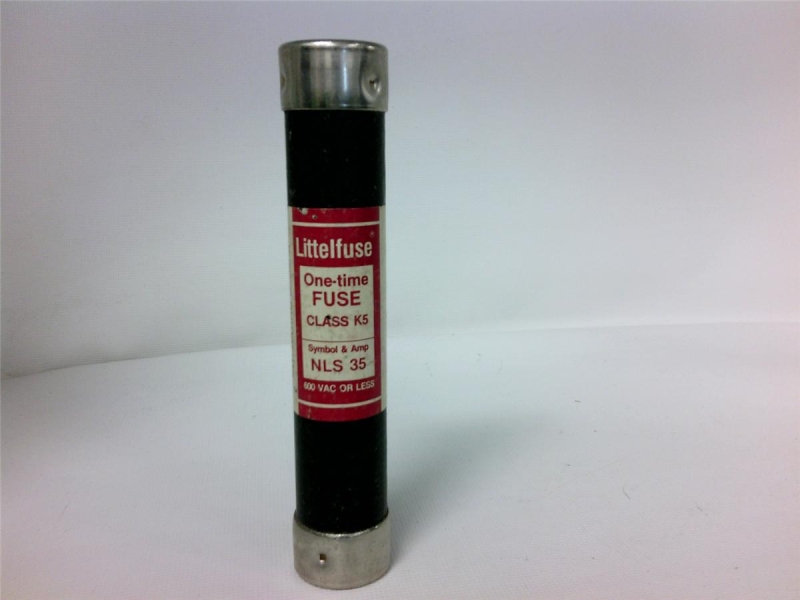 Littelfuse
One-time
FUSE
CLASS K5
Symbol & Amp
NLS 35
600 VAC OR LESS